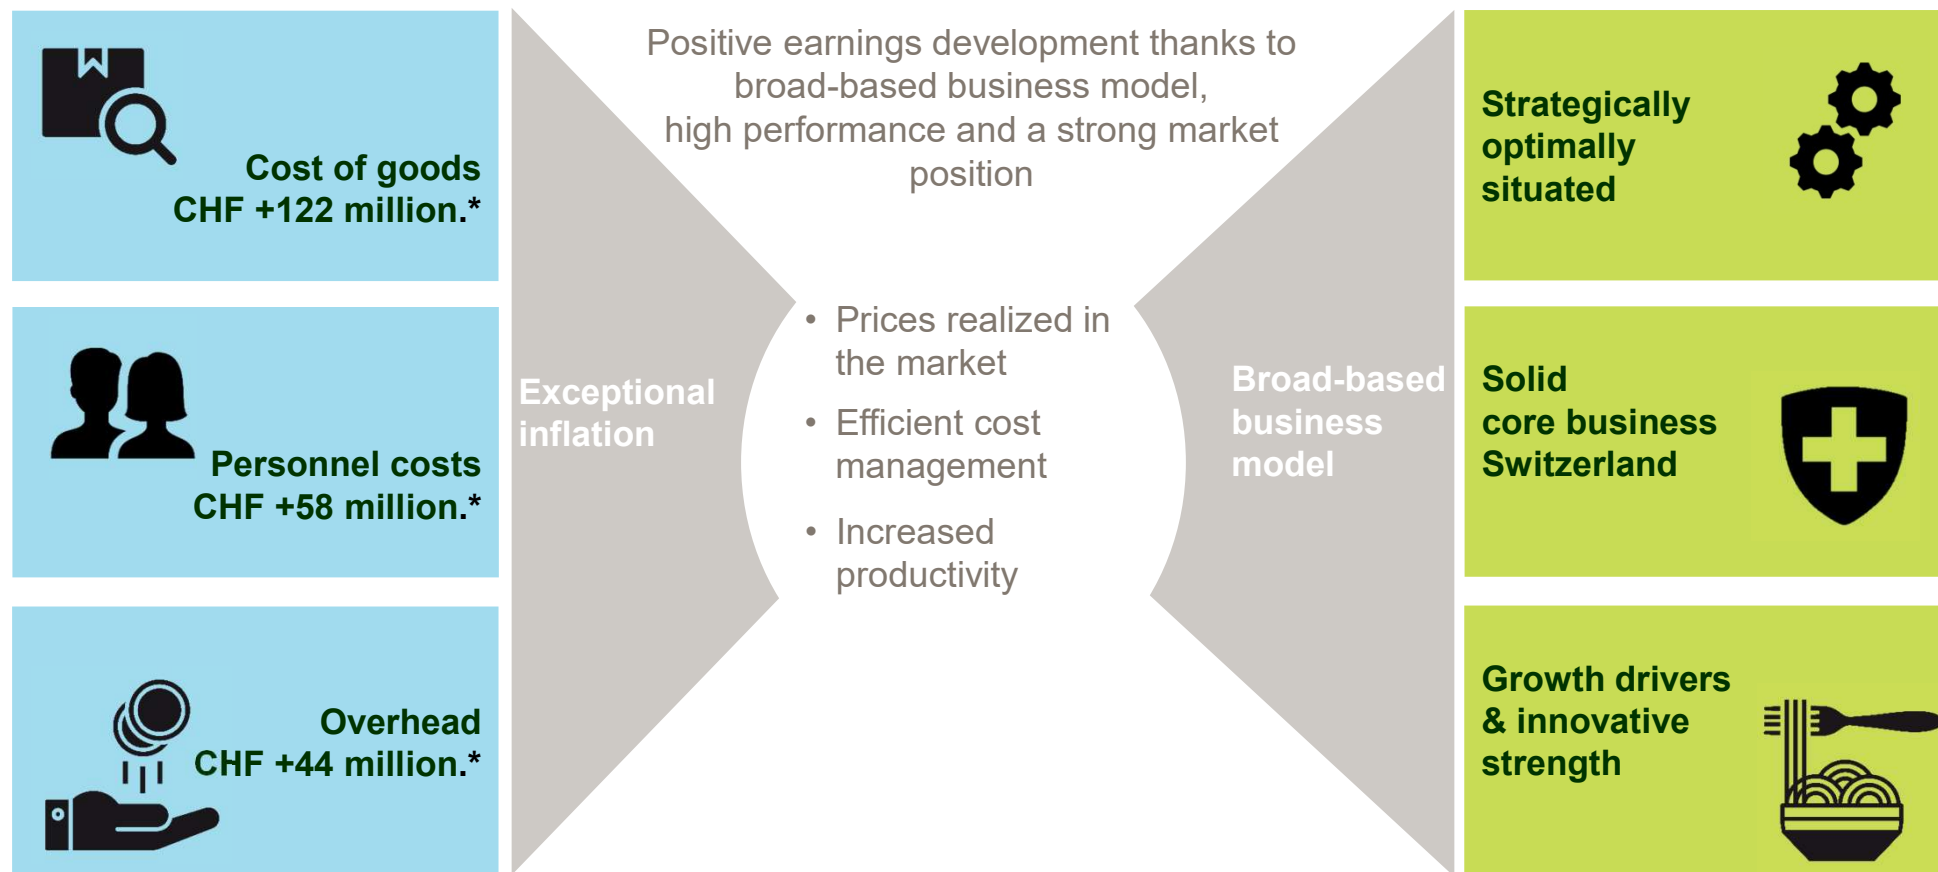 Positive earnings development thanks to
broad-based business model,
high performance and a strong market
position
Cost of goods
CHF +122 million.*
Personnel costs
CHF +58 million.*
Overhead
CHF +44 million.*
Exceptional
inflation
• Prices realized in
the market
• Efficient cost
management
• Increased
productivity
Broad-based
business
model
Strategically
optimally
situated
Solid
core business
Switzerland
Growth drivers
& innovative
strength